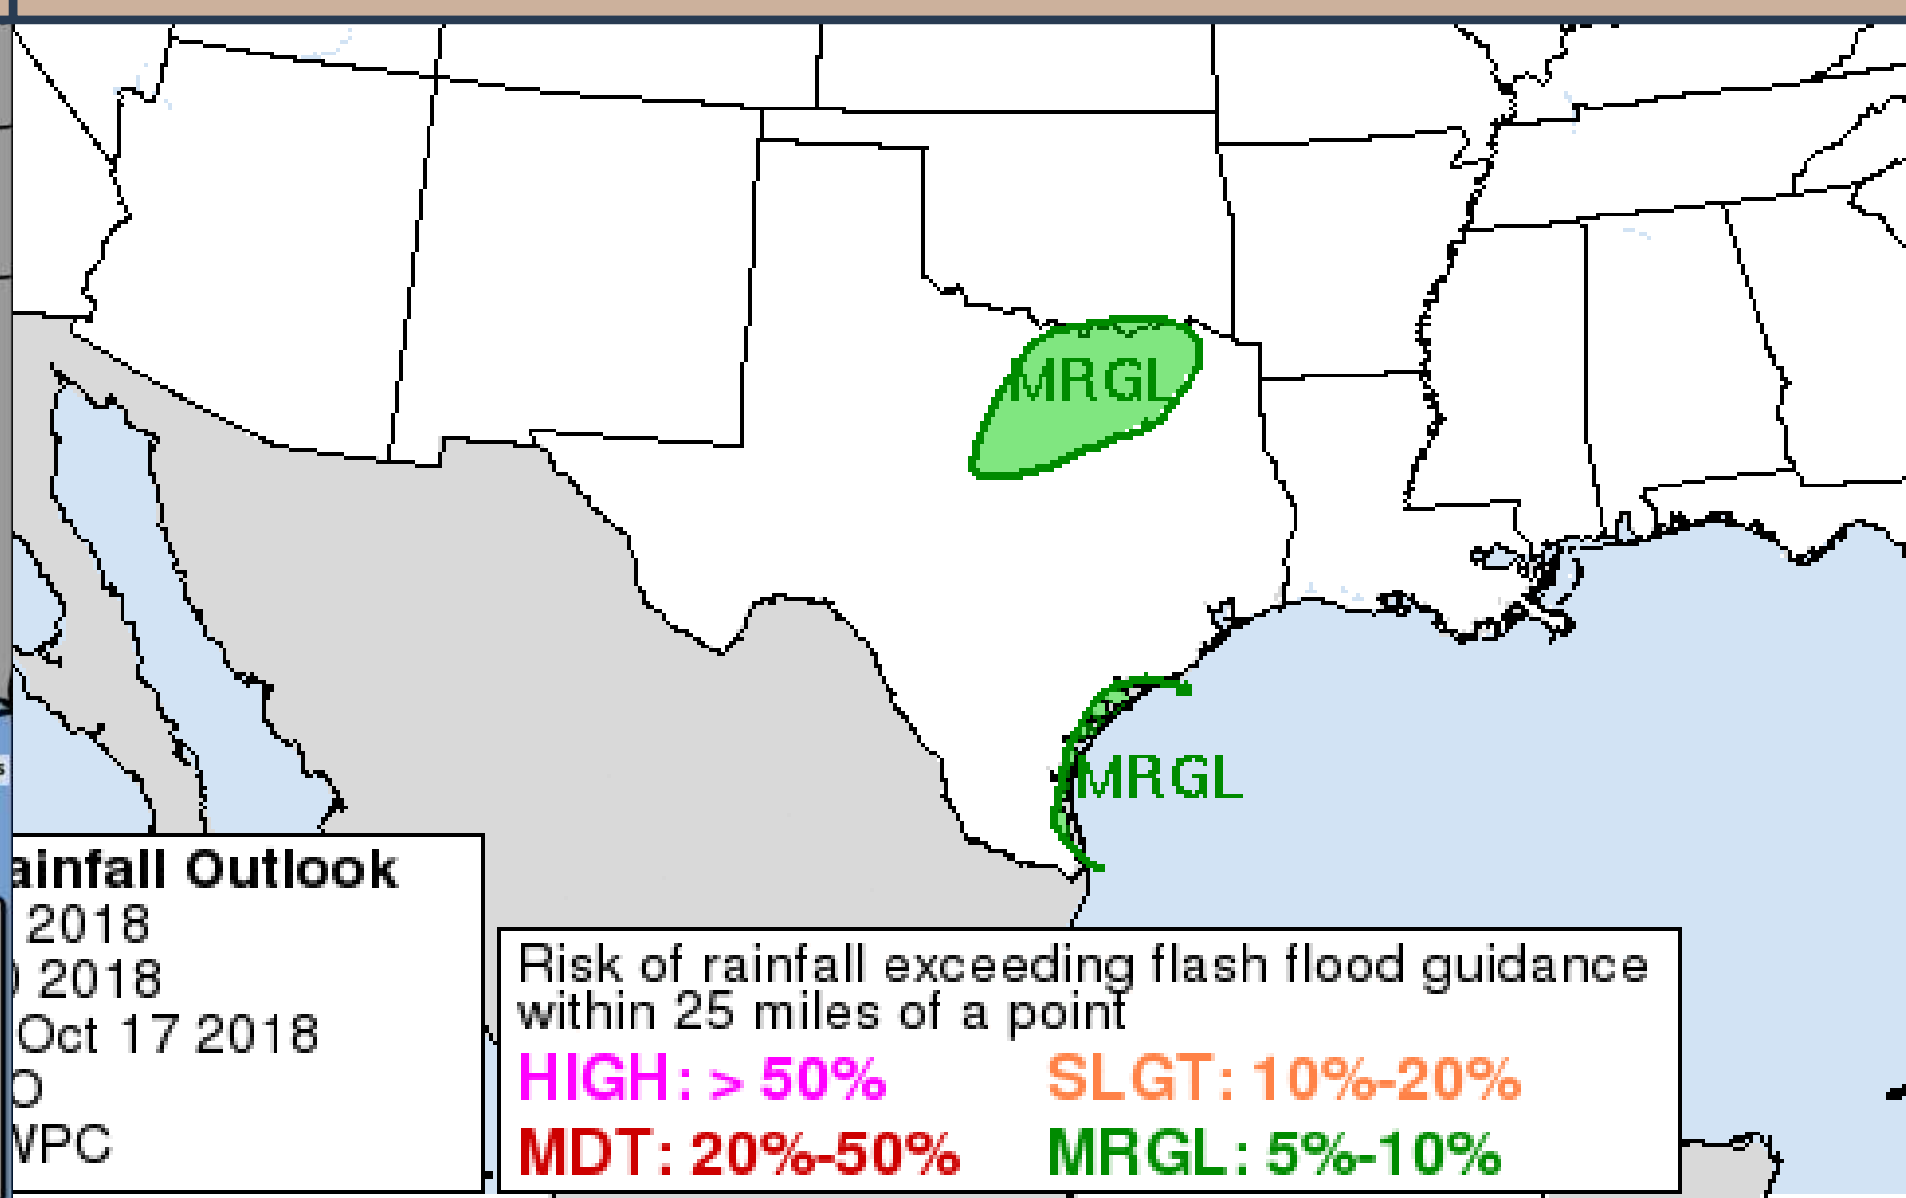 MRGL
MRGL
ainfall Outlook
2018
2018
Oct 17 2018
O
WPC
Risk of rainfall exceeding flash flood guidance
within 25 miles of a point
HIGH: > 50%
SLGT: 10%-20%
MDT: 20%-50%
MRGL: 5%-10%